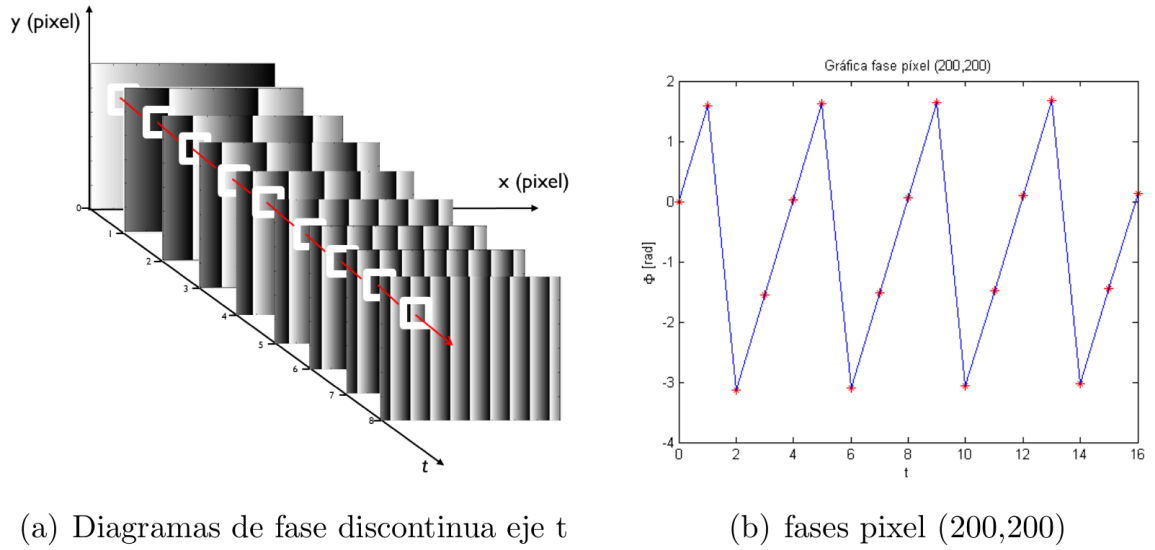 y (pixel)
x (pixel)
0
1
2
3
4
5
6
7
8
t
Gráfica fase píxel (200,200)
2
1
0
-1
-2
-3
-4
Φ [rad]
0 2 4 6 8 10 12 14 16
t
(a) Diagramas de fase discontinua eje t
(b) fases pixel (200,200)